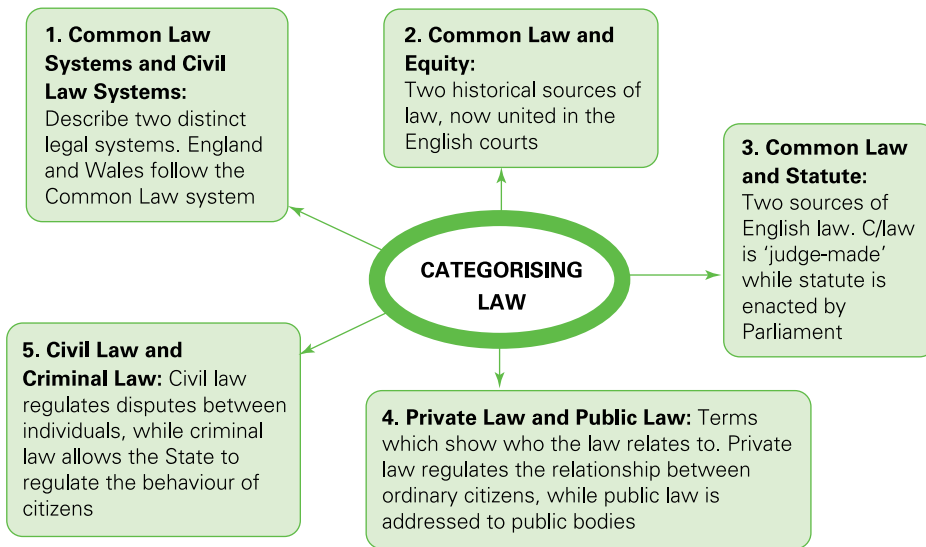 1. Common Law
Systems and Civil
Law Systems:
Describe two distinct
legal systems. England
and Wales follow the
Common Law system
2. Common Law and
Equity:
Two historical sources of
law, now united in the
English courts
3. Common Law
and Statute:
Two sources of
English law. C/law
is ‘judge-made’
while statute is
enacted by
Parliament
CATEGORISING
LAW
4. Private Law and Public Law: Terms
which show who the law relates to. Private
law regulates the relationship between
ordinary citizens, while public law is
addressed to public bodies
5. Civil Law and
Criminal Law: Civil law
regulates disputes between
individuals, while criminal
law allows the State to
regulate the behaviour of
citizens